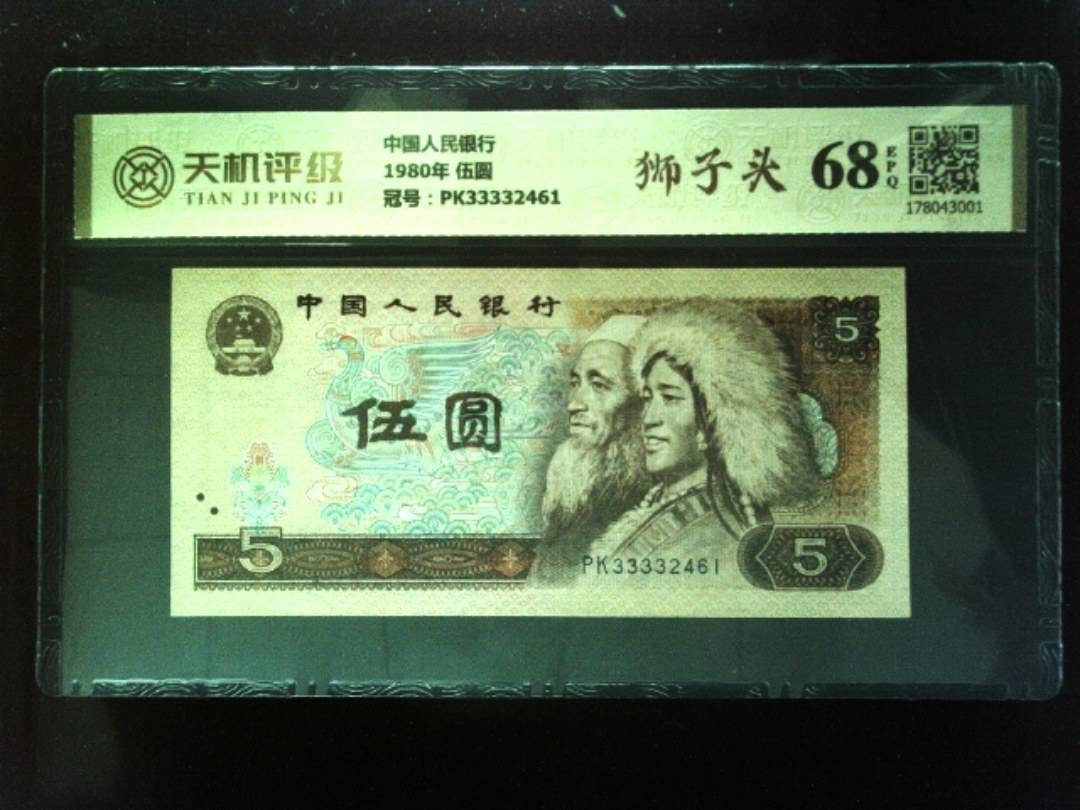 天机评级
TIAN JI PING JI
中国人民银行
1980年 伍圆
冠号：PK33332461
狮子头
68
EPQ
178043001
中国人民银行
5
伍圆
5
PK33332461
5